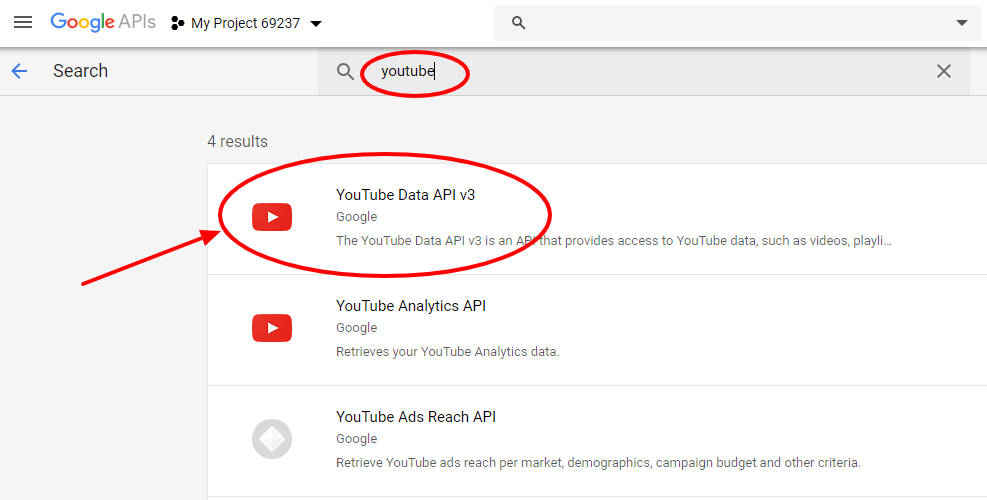 Google APIs My Project 69237
Search youtube
4 results
YouTube Data API v3
Google
The YouTube Data API v3 is an API that provides access to YouTube data, such as videos, playli...
YouTube Analytics API
Google
Retrieves your YouTube Analytics data.
YouTube Ads Reach API
Google
Retrieve YouTube ads reach per market, demographics, campaign budget and other criteria.